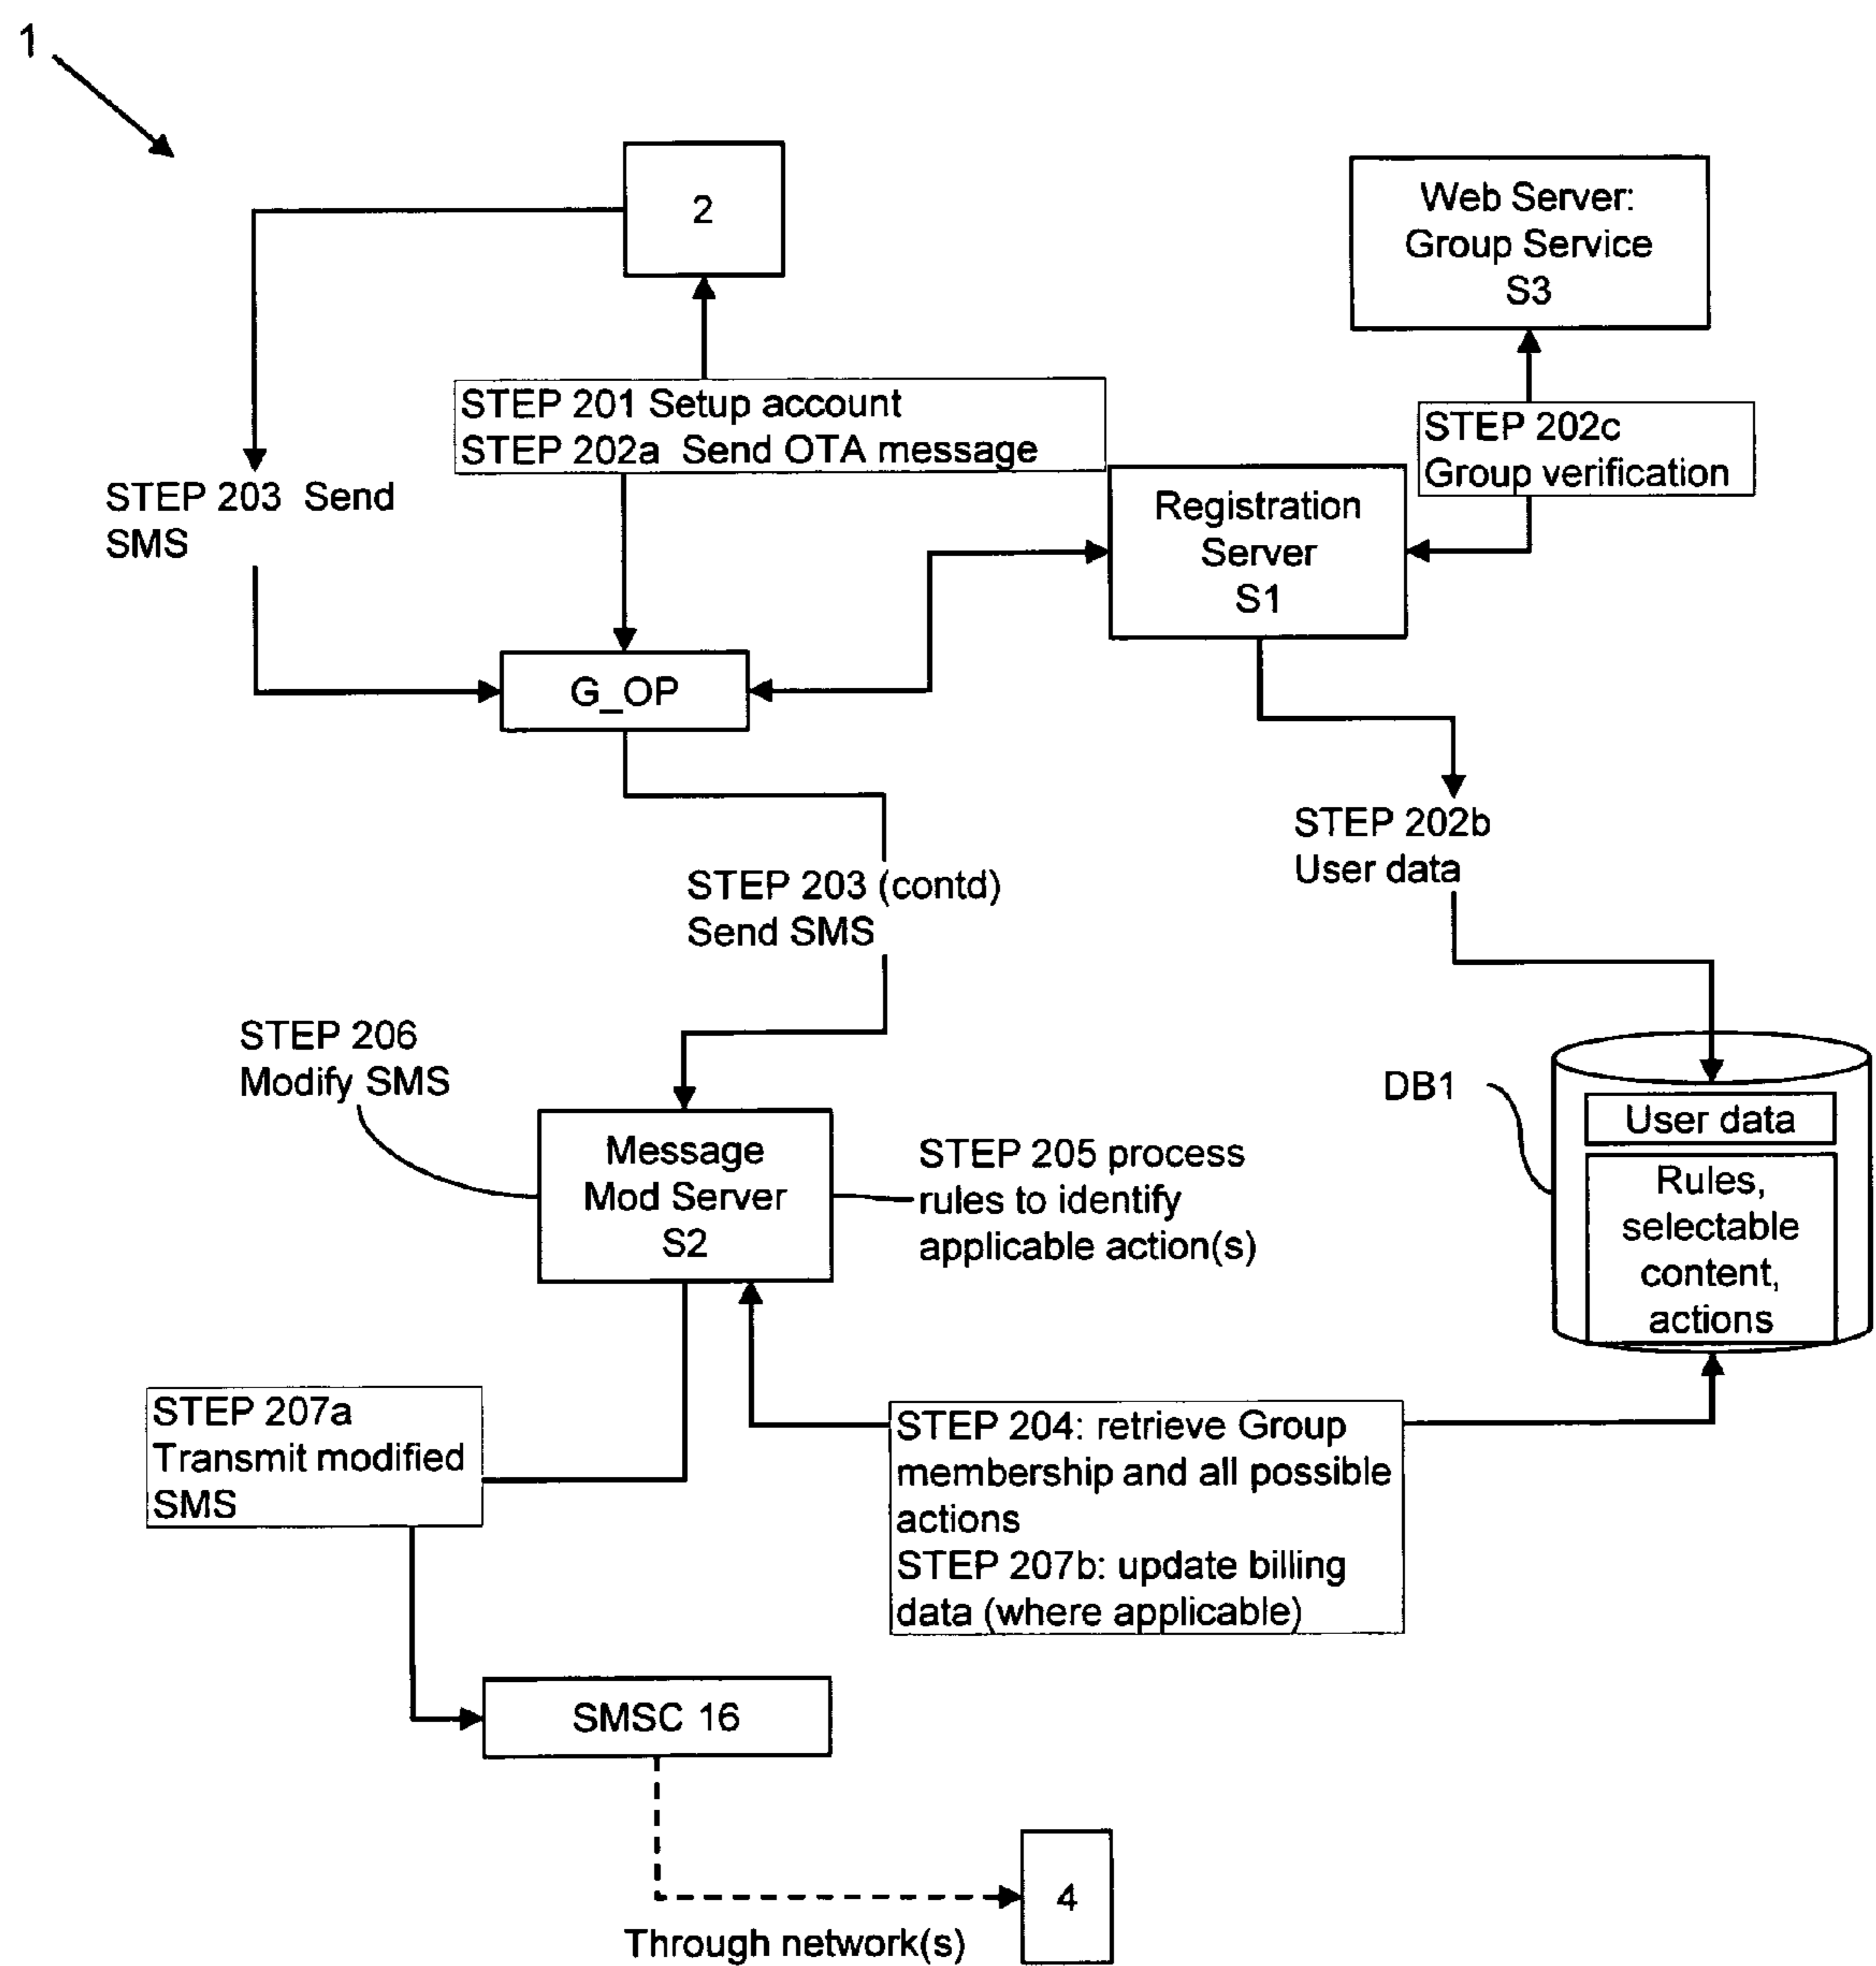 1
2
Web Server:
Group Service
S3
STEP 201 Setup account
STEP 202a Send OTA message
STEP 202c
Group verification
STEP 203 Send
SMS
Registration
Server
S1
G_OP
STEP 202b
User data
STEP 203 (contd)
Send SMS
STEP 206
Modify SMS
DB1
User data
Rules,
selectable
content,
actions
Message
Mod Server
S2
STEP 205 process
rules to identify
applicable action(s)
STEP 207a
Transmit modified
SMS
STEP 204: retrieve Group
membership and all possible
actions
STEP 207b: update billing
data (where applicable)
SMSC 16
4
Through network(s)